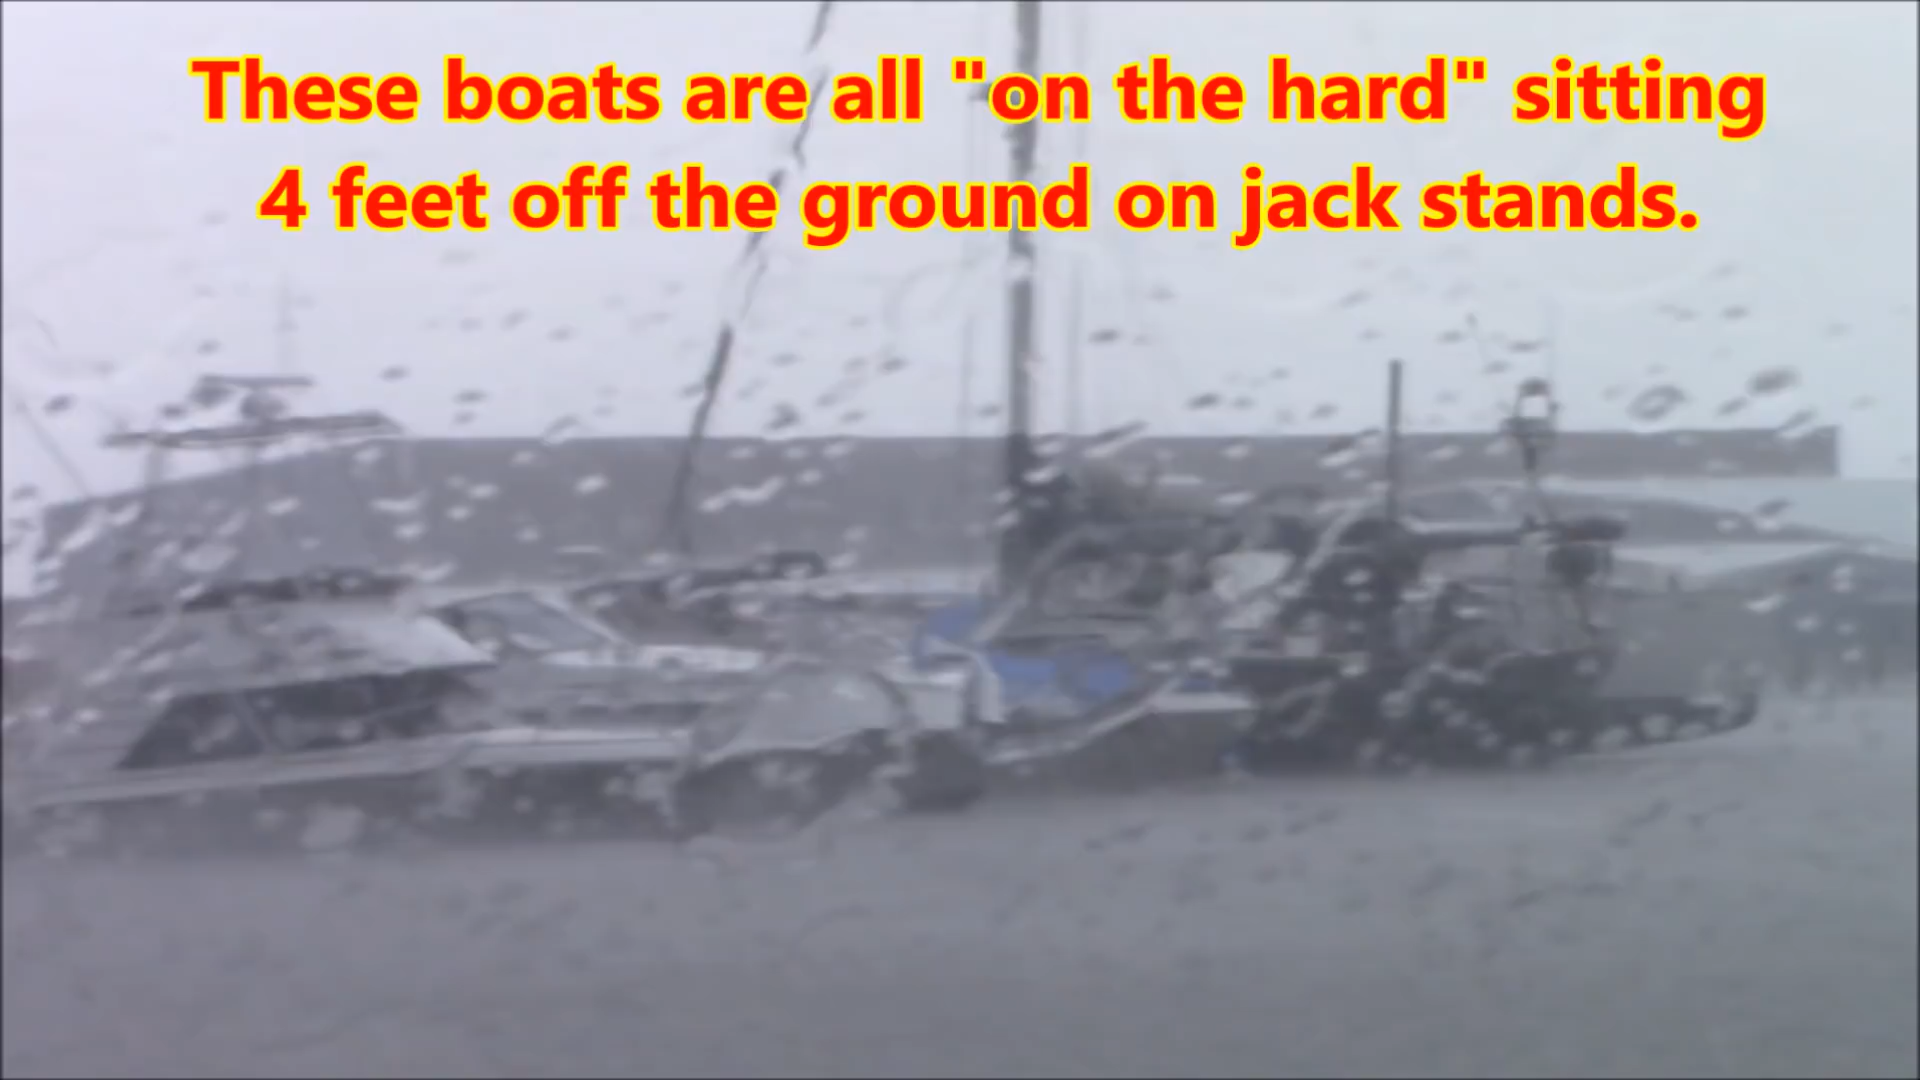 These boats are all "on the hard" sitting
4 feet off the ground on jack stands.